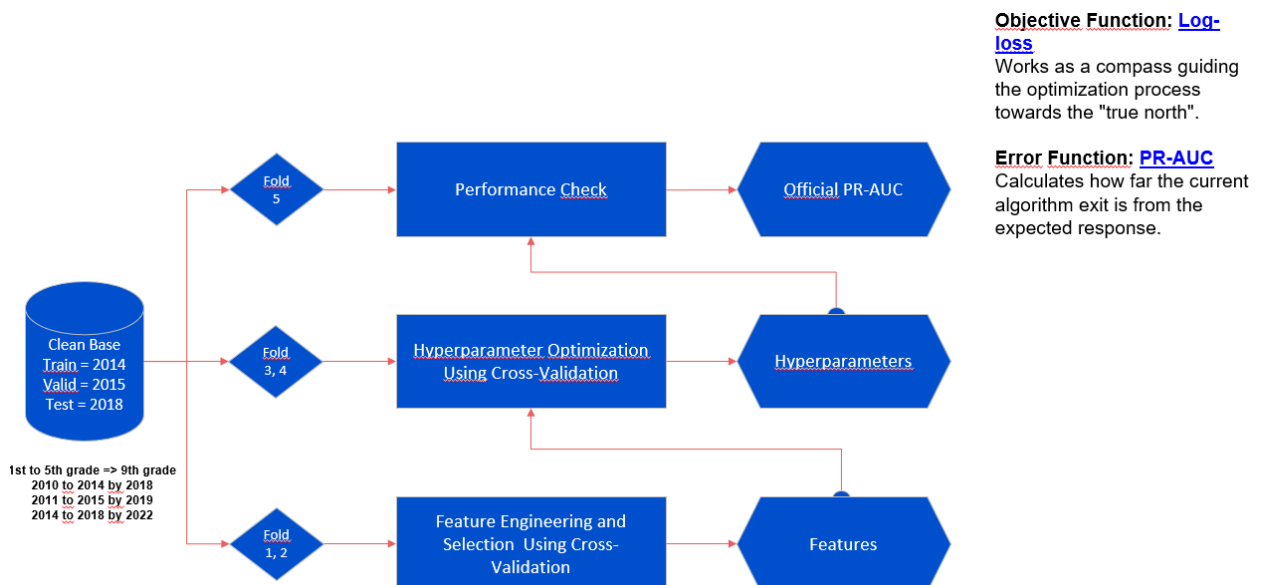 Objective Function: Log-
loss
Works as a compass guiding
the optimization process
towards the "true north".
Error Function: PR-AUC
Calculates how far the current
algorithm exit is from the
expected response.
Fold
5
Performance Check
Official PR-AUC
Clean Base
Train = 2014
Valid = 2015
Test = 2018
Fold
3, 4
Hyperparameter Optimization
Using Cross-Validation
Hyperparameters
1st to 5th grade => 9th grade
2010 to 2014 by 2018
2011 to 2015 by 2019
2014 to 2018 by 2022
Fold
1, 2
Feature Engineering and
Selection Using Cross-
Validation
Features